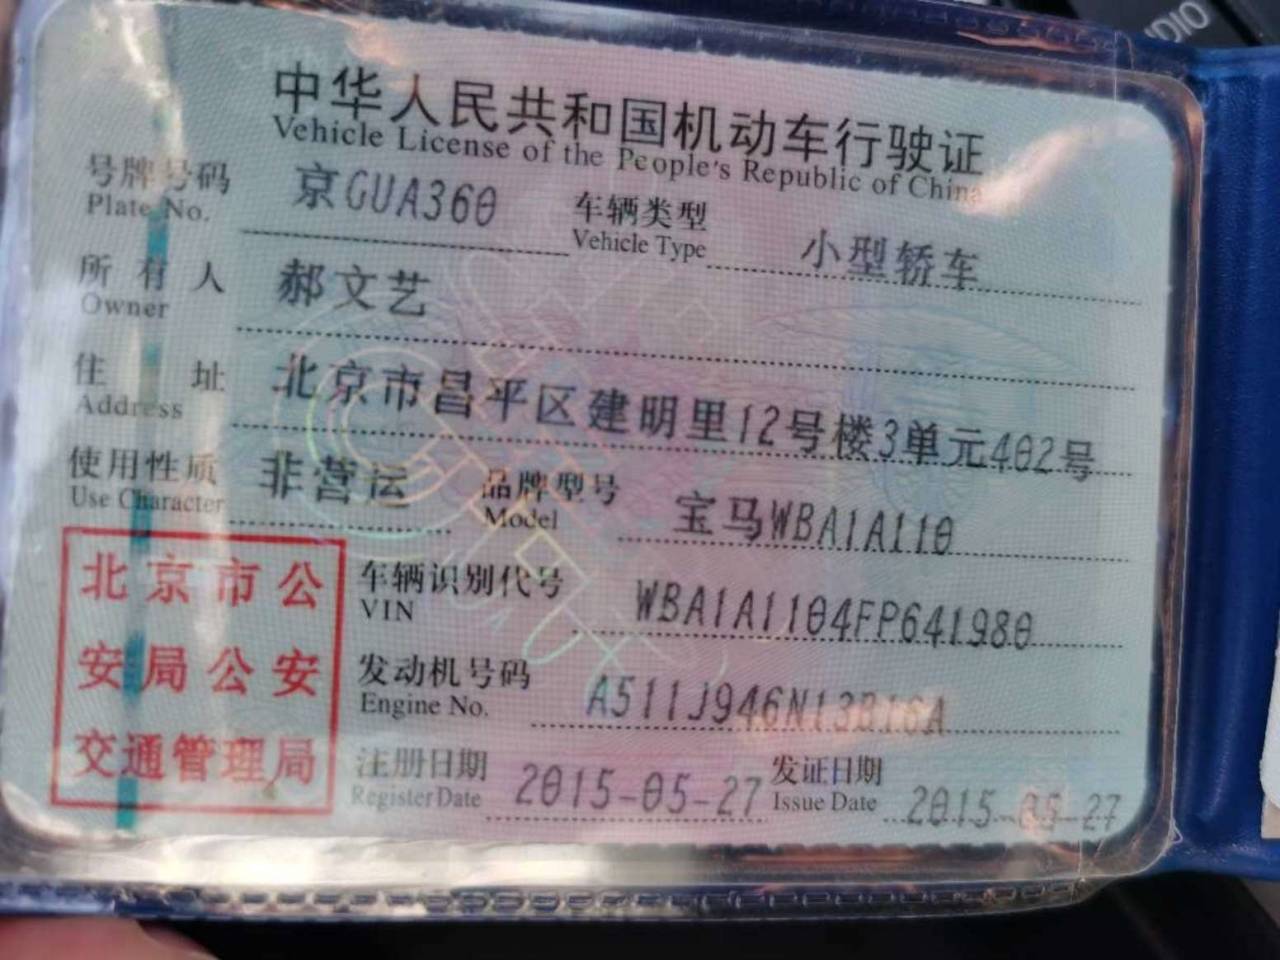 DIO
中华人民共和国机动车行驶证
Vehicle License of the People's Republic of China
号牌号码 京GUA360 车辆类型 小型轿车
Plate No. Vehicle Type
所有人 郝文艺
Owner
住址 北京市昌平区建明里12号楼3单元402号
Address
使用性质 非营运 品牌型号 宝马WBA1A110
Use Character Model
北京市公 车辆识别代号 WBA1A1104FP641980
VIN
安局公安 发动机号码 A511J946N13B16A
Engine No.
交通管理局 注册日期 2015-05-27 发证日期 2015-05-27
Register Date Issue Date